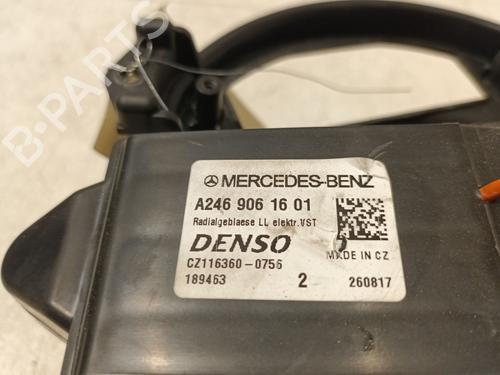 MERCEDES-BENZ
A246 906 16 01
Radialgeblaese LL elektr.VST
DENSO
MADE IN CZ
CZ116360-0756
189463 2 260817
B-PARTS